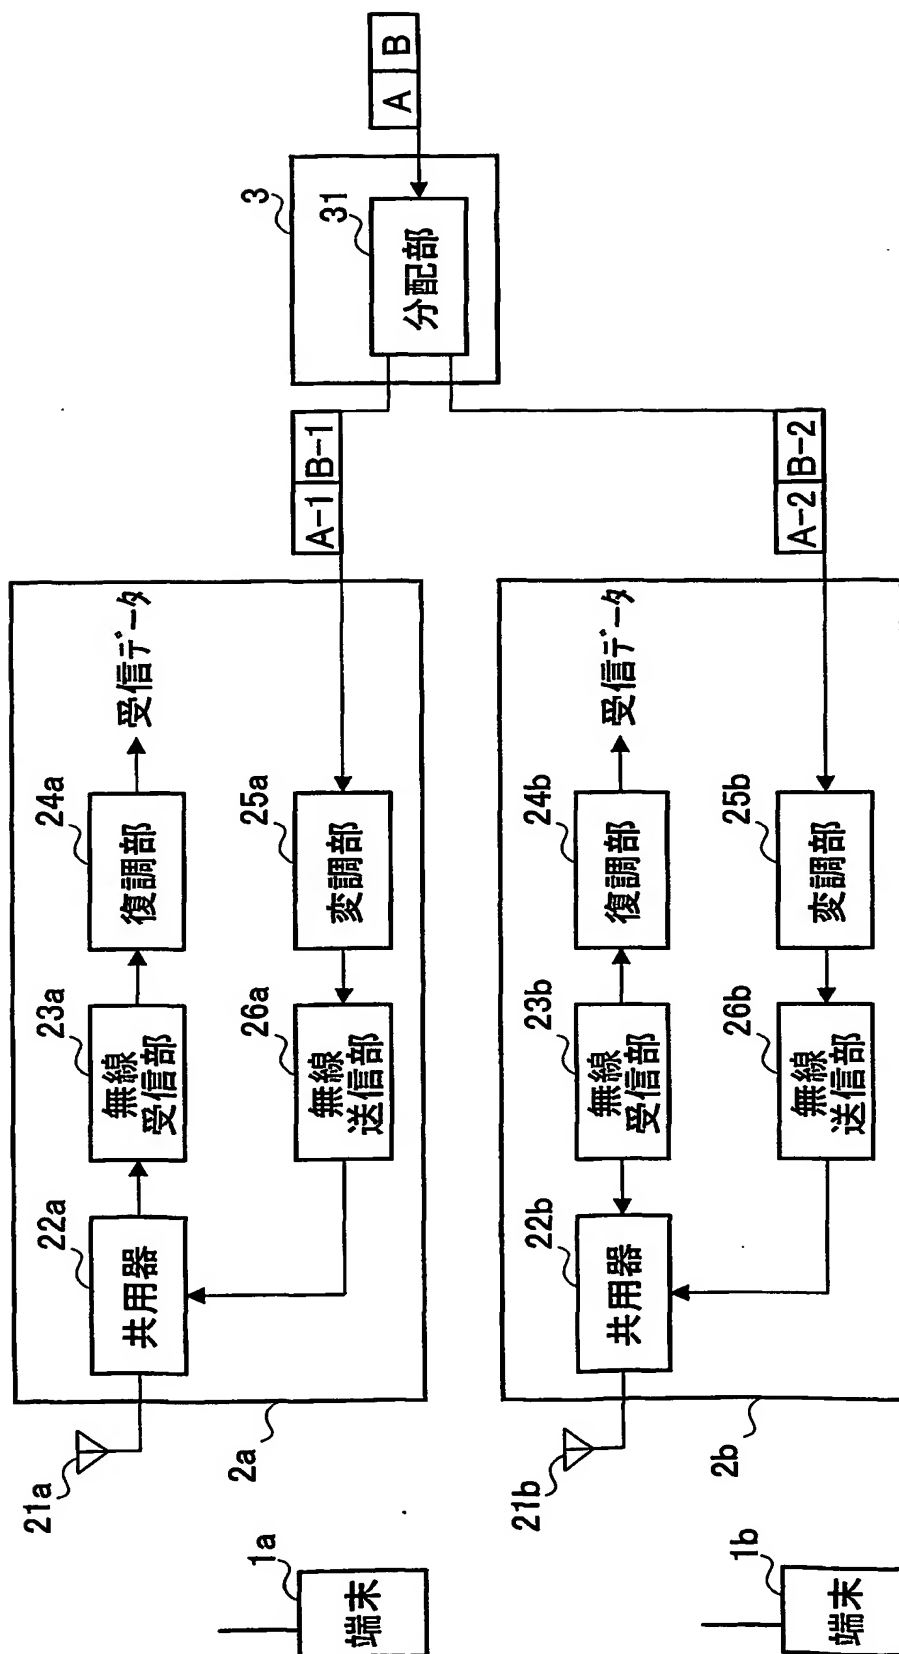 1a
端末
1b
端末
21a
2a
22a
共用器
23a
無線
受信部
24a
復調部
受信データ
26a
無線
送信部
25a
変調部
A-1 B-1
21b
2b
22b
共用器
23b
無線
受信部
24b
復調部
受信データ
26b
無線
送信部
25b
変調部
A-2 B-2
3
31
分配部
A B